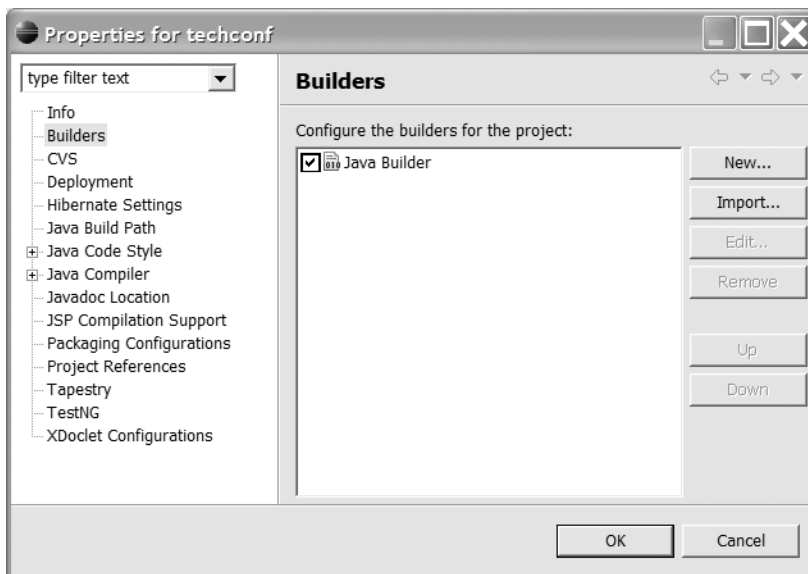 Properties for techconf
type filter text
Info
Builders
CVS
Deployment
Hibernate Settings
Java Build Path
Java Code Style
Java Compiler
Javadoc Location
JSP Compilation Support
Packaging Configurations
Project References
Tapestry
TestNG
XDoclet Configurations
Builders
Configure the builders for the project:
010 Java Builder
New...
Import...
Edit...
Remove
Up
Down
OK
Cancel